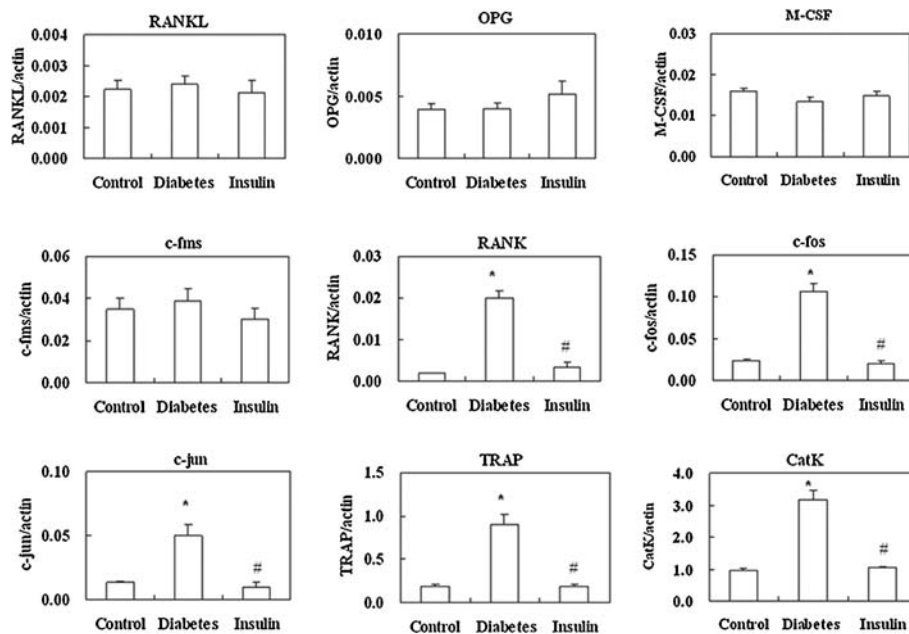 RANKL
OPG
M-CSF
RANKL/actin
0.004
0.003
0.002
0.001
0.000
Control Diabetes Insulin
OPG/actin
0.010
0.005
0.000
Control Diabetes Insulin
M-CSF/actin
0.03
0.02
0.01
0.00
Control Diabetes Insulin
c-fms
RANK
c-fos
c-fms/actin
0.06
0.04
0.02
0.00
Control Diabetes Insulin
RANK/actin
0.03
0.02
0.01
0.00
*
#
Control Diabetes Insulin
c-fos/actin
0.15
0.10
0.05
0.00
*
#
Control Diabetes Insulin
c-jun
TRAP
CatK
c-jun/actin
0.10
0.05
0.00
*
#
Control Diabetes Insulin
TRAP/actin
1.5
1.0
0.5
0.0
*
#
Control Diabetes Insulin
CatK/actin
4.0
3.0
2.0
1.0
0.0
*
#
Control Diabetes Insulin